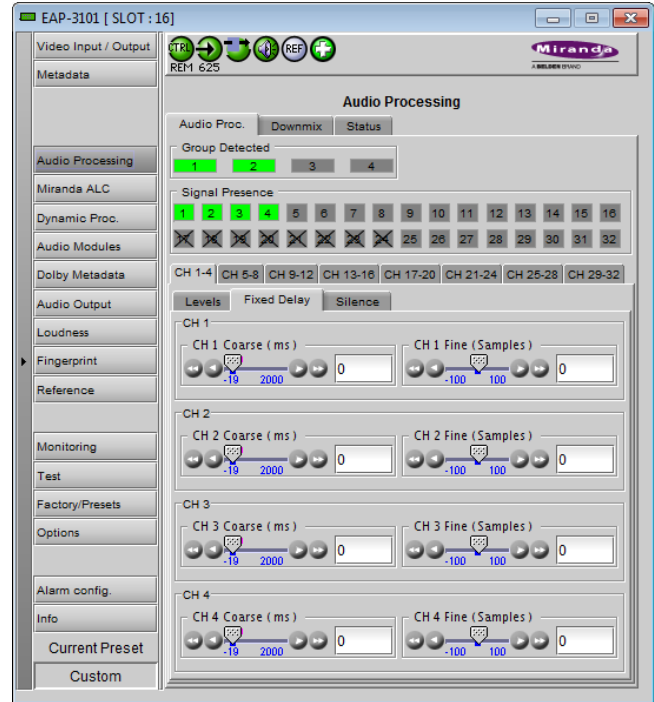 EAP-3101 [ SLOT : 16]
Video Input / Output
Metadata
Audio Processing
Miranda ALC
Dynamic Proc.
Audio Modules
Dolby Metadata
Audio Output
Loudness
Fingerprint
Reference
Monitoring
Test
Factory/Presets
Options
Alarm config.
Info
Current Preset
Custom
CTRL REF
REM 625
Miranda
A BELDEN BRAND
Audio Processing
Audio Proc. Downmix Status
Group Detected
1 2 3 4
Signal Presence
1 2 3 4 5 6 7 8 9 10 11 12 13 14 15 16
17 18 19 20 21 22 23 24 25 26 27 28 29 30 31 32
CH 1-4 CH 5-8 CH 9-12 CH 13-16 CH 17-20 CH 21-24 CH 25-28 CH 29-32
Levels Fixed Delay Silence
CH 1
CH 1 Coarse ( ms ) CH 1 Fine ( Samples )
0 0
-19 2000 -100 100
CH 2
CH 2 Coarse ( ms ) CH 2 Fine ( Samples )
0 0
-19 2000 -100 100
CH 3
CH 3 Coarse ( ms ) CH 3 Fine ( Samples )
0 0
-19 2000 -100 100
CH 4
CH 4 Coarse ( ms ) CH 4 Fine ( Samples )
0 0
-19 2000 -100 100